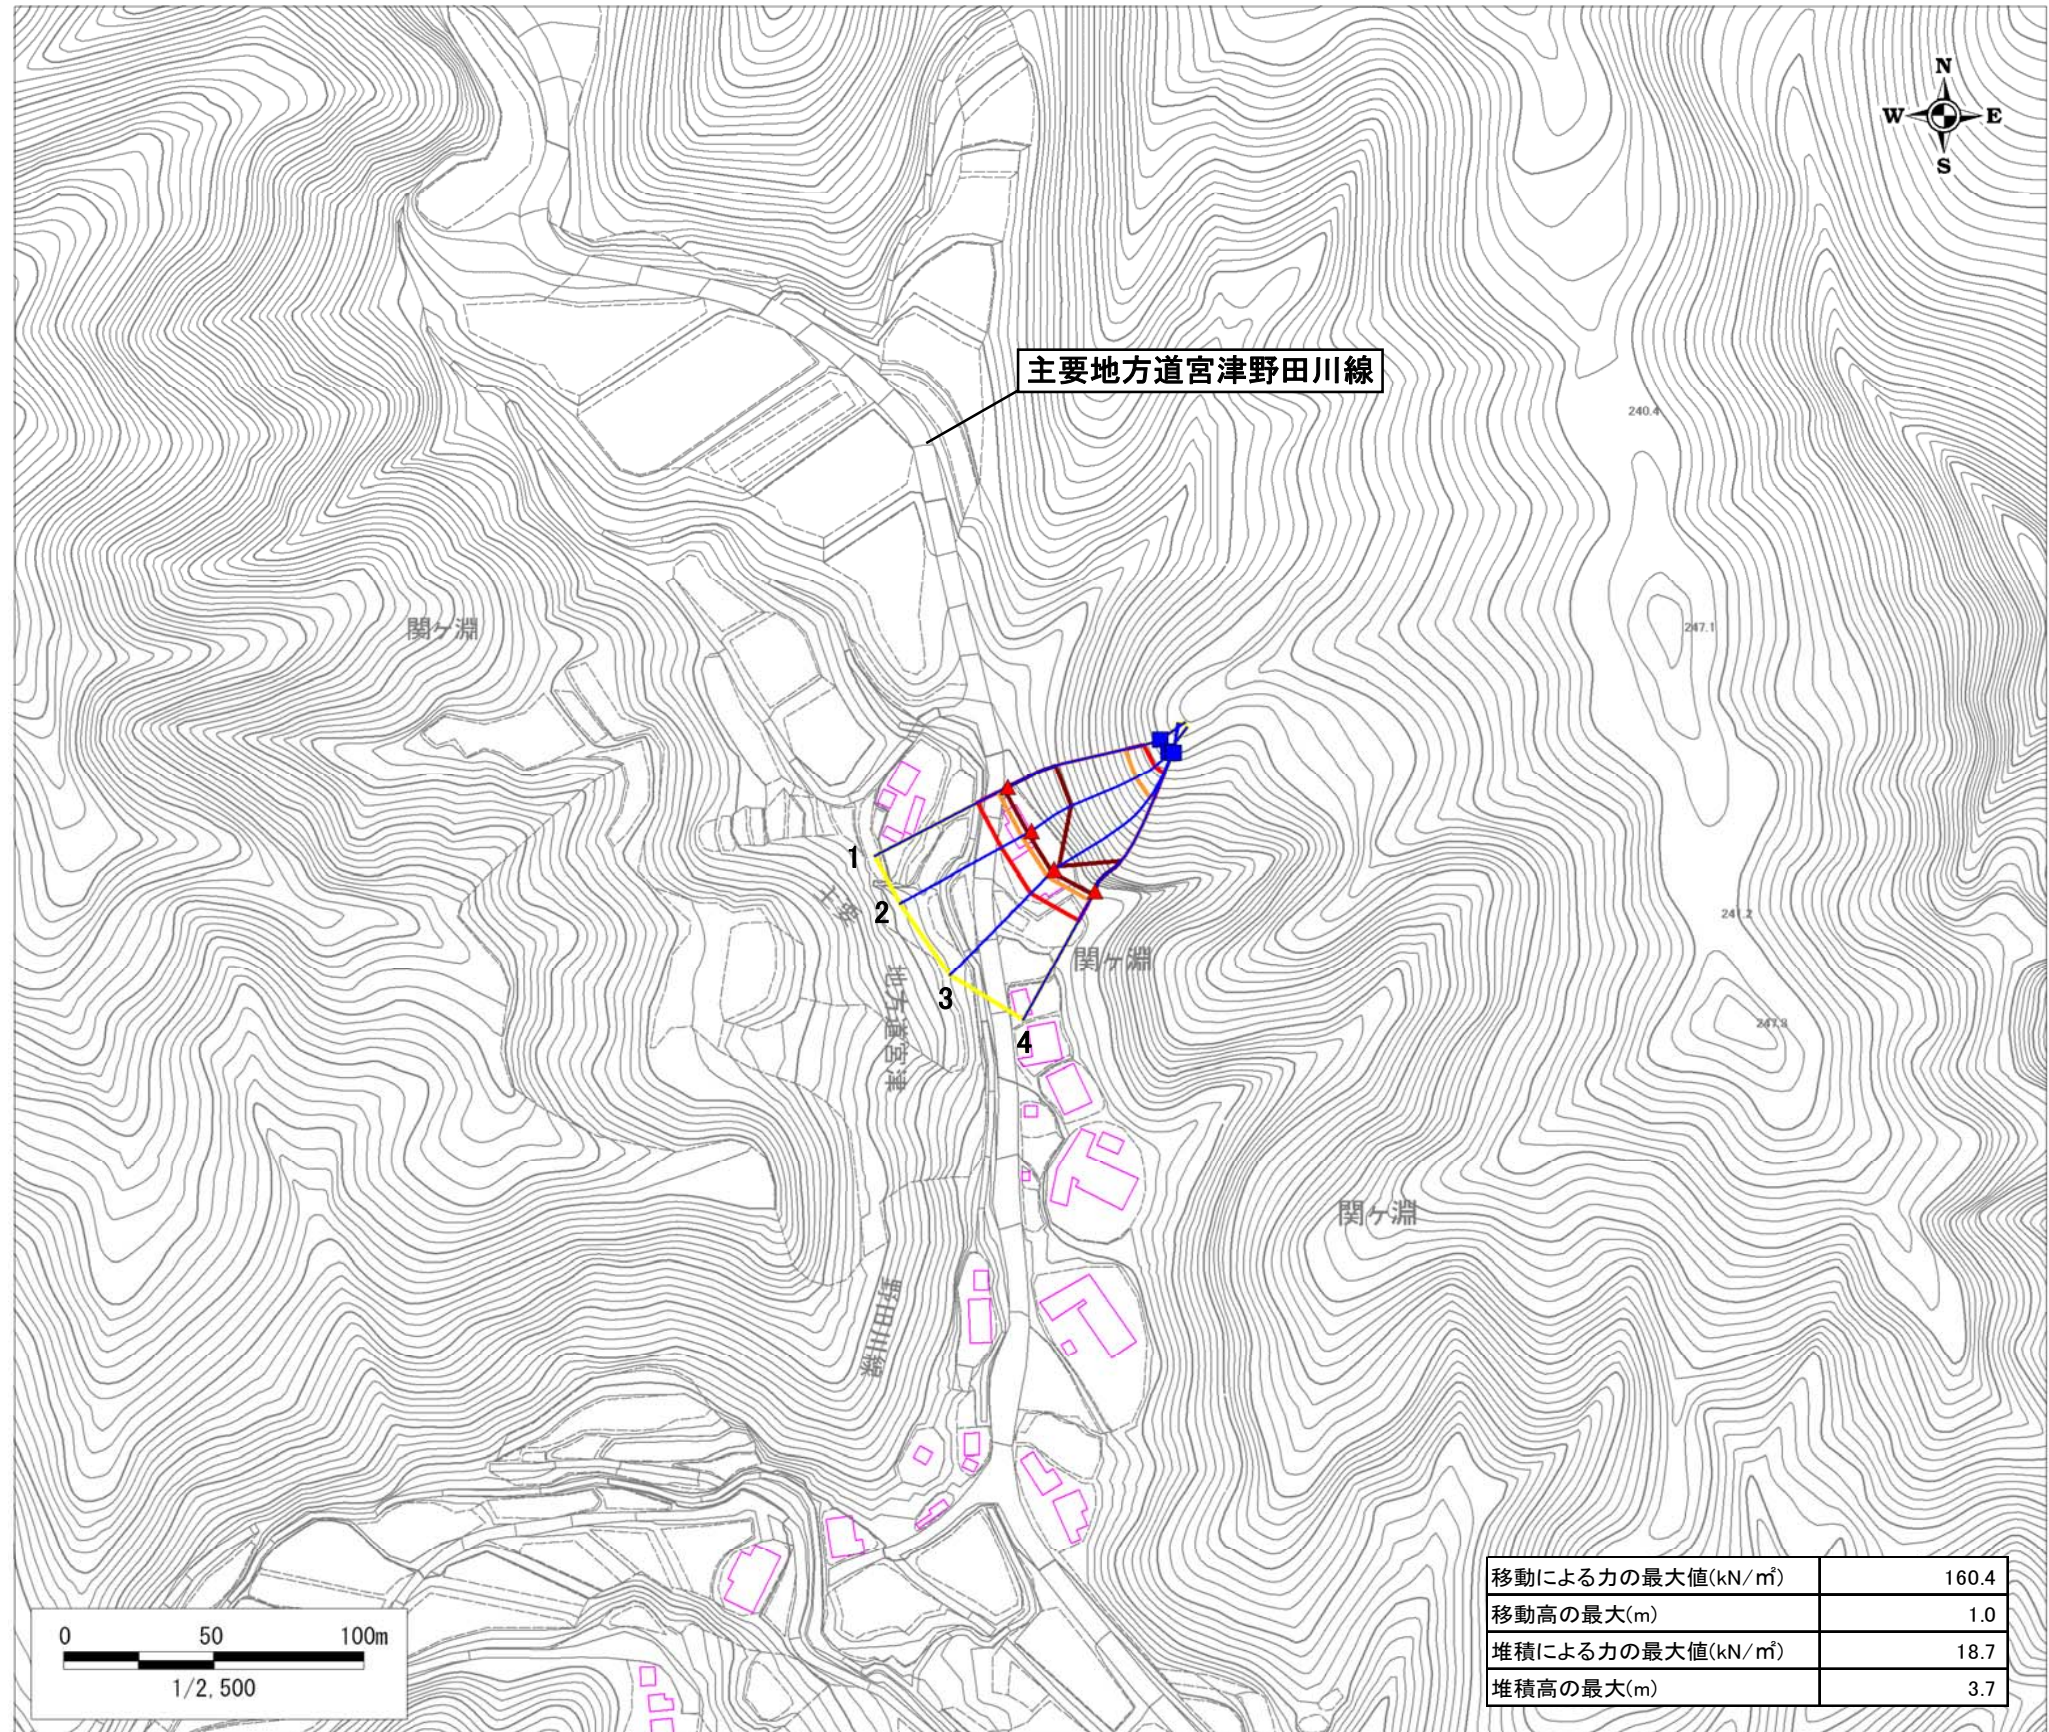 N
W E
S
主要地方道宮津野田川線
240.4
関ヶ淵
247.1
1
2
247.2
関ヶ淵
3
地方道宮津
247.3
4
関ヶ淵
野田川線
移動による力の最大値(kN/㎡) 160.4
移動高の最大(m) 1.0
堆積による力の最大値(kN/㎡) 18.7
堆積高の最大(m) 3.7
0 50 100m
1/2,500